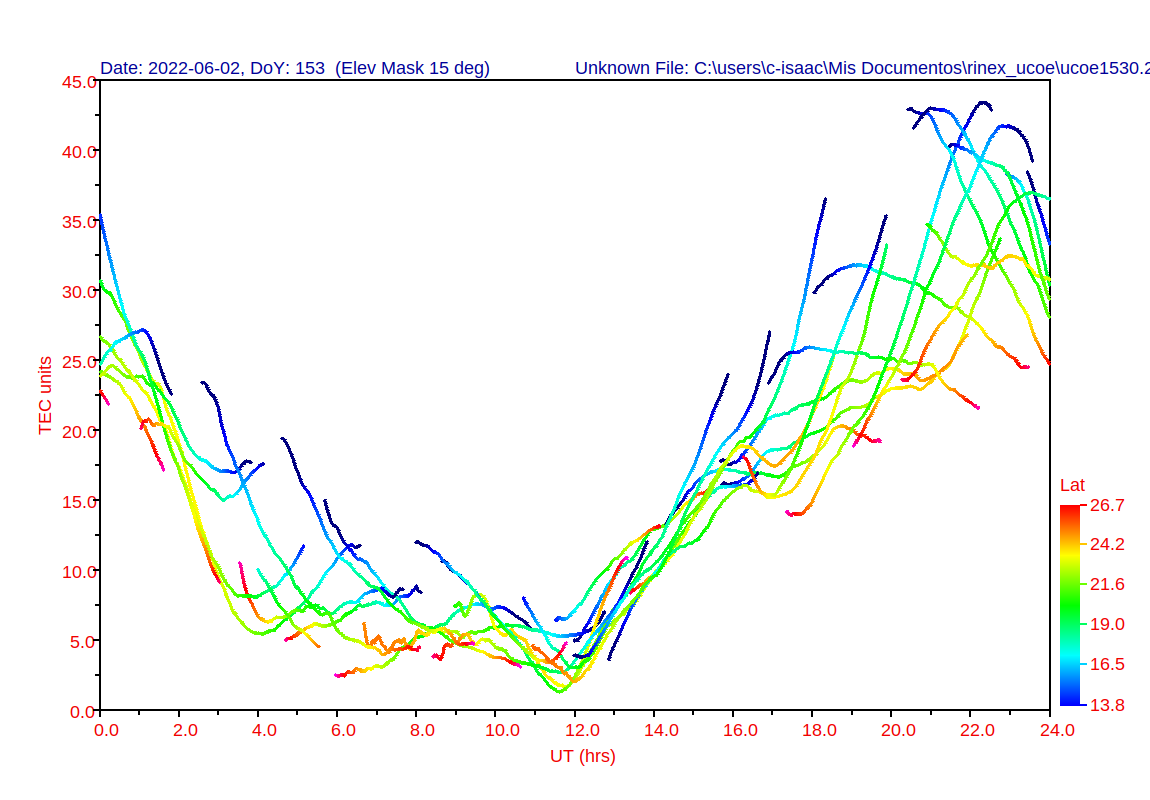 Date: 2022-06-02, DoY: 153  (Elev Mask 15 deg)
Unknown File: C:\users\c-isaac\Mis Documentos\rinex_ucoe\ucoe1530.2
45.0
40.0
35.0
30.0
25.0
20.0
15.0
10.0
5.0
0.0
TEC units
0.0 2.0 4.0 6.0 8.0 10.0 12.0 14.0 16.0 18.0 20.0 22.0 24.0
UT (hrs)
Lat
26.7
24.2
21.6
19.0
16.5
13.8